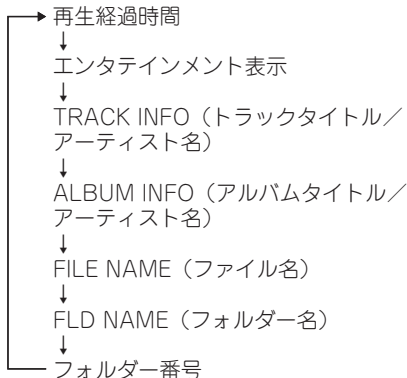 再生経過時間
↓
エンタテインメント表示
↓
TRACK INFO（トラックタイトル／
アーティスト名）
↓
ALBUM INFO（アルバムタイトル／
アーティスト名）
↓
FILE NAME（ファイル名）
↓
FLD NAME（フォルダー名）
↓
フォルダー番号